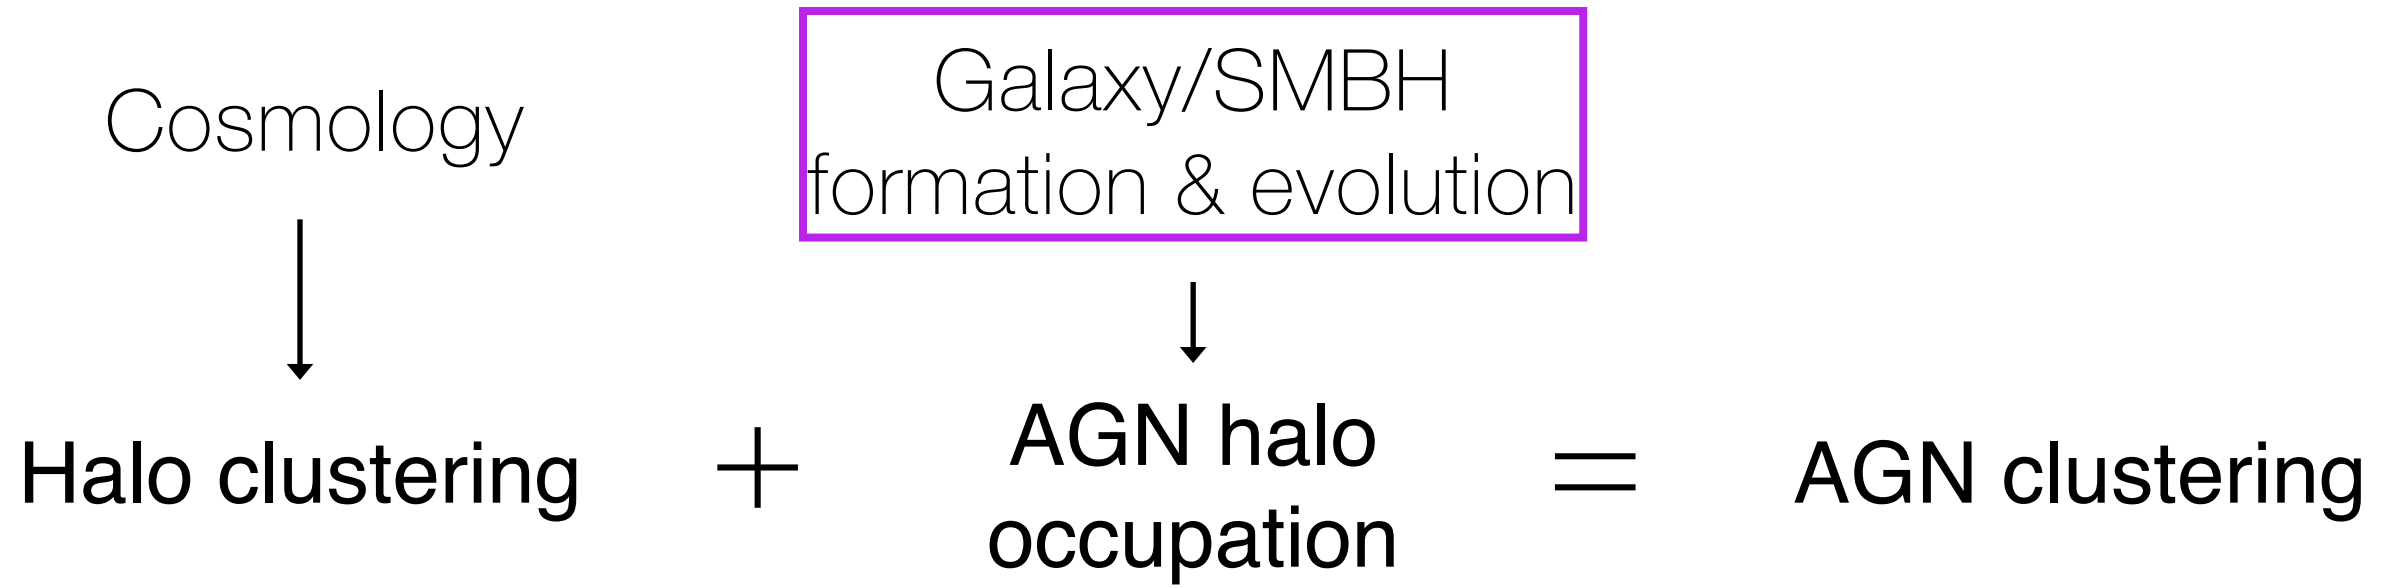 Cosmology
Galaxy/SMBH
formation & evolution
Halo clustering
+
AGN halo
occupation
=
AGN clustering